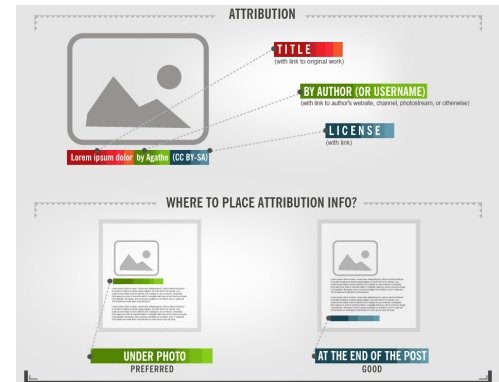 ATTRIBUTION
TITLE
(with link to original work)
BY AUTHOR (OR USERNAME)
(with link to author's website, channel, photostream, or otherwise)
LICENSE
(with link)
Lorem ipsum dolor by Agathe (CC BY-SA)
WHERE TO PLACE ATTRIBUTION INFO?
UNDER PHOTO
PREFERRED
AT THE END OF THE POST
GOOD